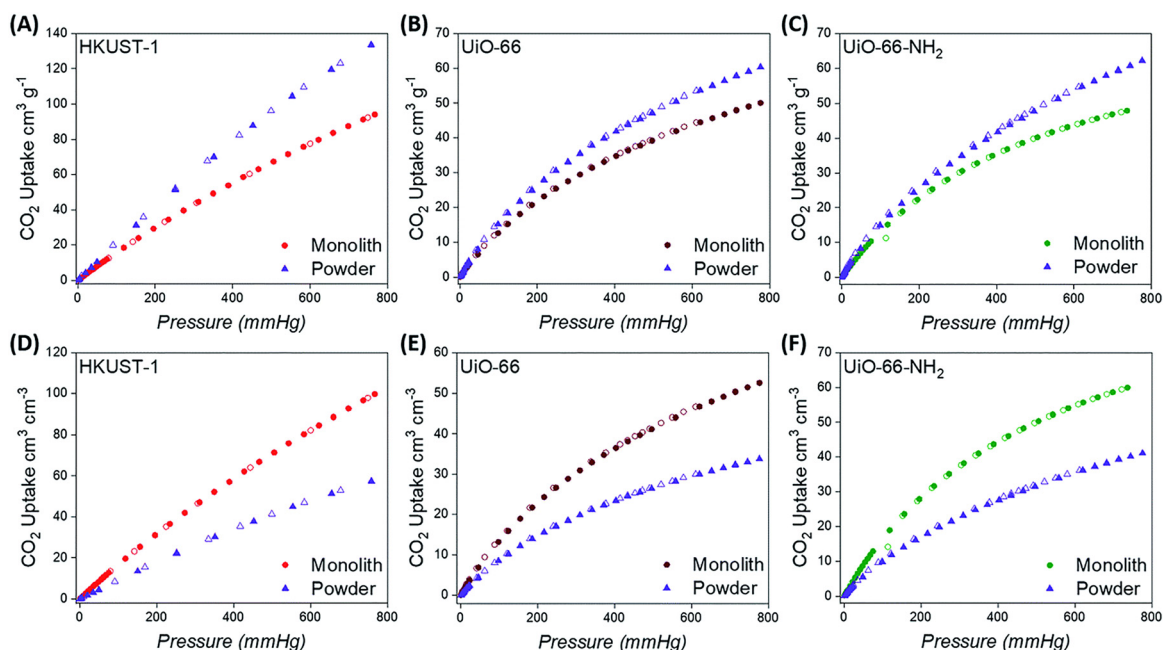 (A)
HKUST-1
CO₂ Uptake cm³ g⁻¹
140
120
100
80
60
40
20
0
Monolith
Powder
0 200 400 600 800
Pressure (mmHg)
(B)
UiO-66
CO₂ Uptake cm³ g⁻¹
70
60
50
40
30
20
10
0
Monolith
Powder
0 200 400 600 800
Pressure (mmHg)
(C)
UiO-66-NH₂
CO₂ Uptake cm³ g⁻¹
70
60
50
40
30
20
10
0
Monolith
Powder
0 200 400 600 800
Pressure (mmHg)
(D)
HKUST-1
CO₂ Uptake cm³ cm⁻³
120
100
80
60
40
20
0
Monolith
Powder
0 200 400 600 800
Pressure (mmHg)
(E)
UiO-66
CO₂ Uptake cm³ cm⁻³
60
50
40
30
20
10
0
Monolith
Powder
0 200 400 600 800
Pressure (mmHg)
(F)
UiO-66-NH₂
CO₂ Uptake cm³ cm⁻³
70
60
50
40
30
20
10
0
Monolith
Powder
0 200 400 600 800
Pressure (mmHg)